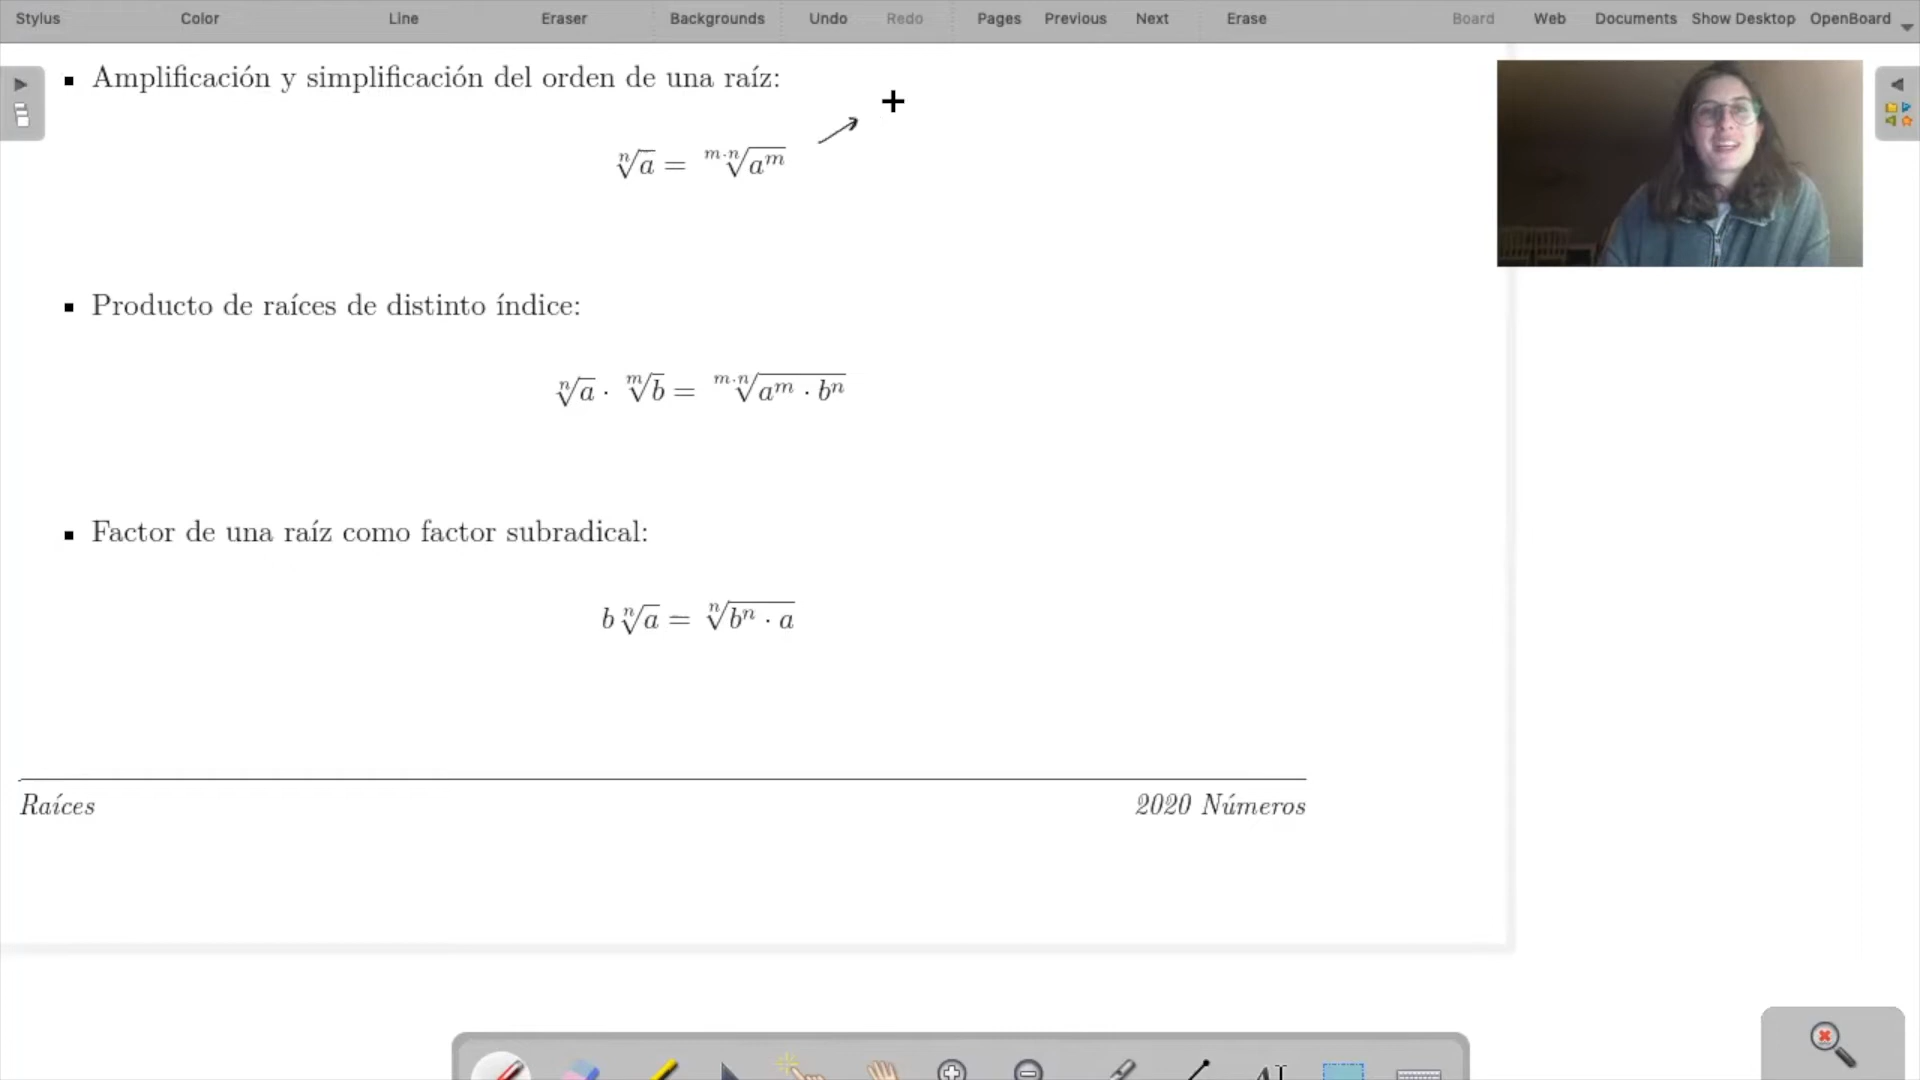 Stylus Color Line Eraser Backgrounds Undo Redo Pages Previous Next Erase Board Web Documents Show Desktop OpenBoard
▪ Amplificación y simplificación del orden de una raíz:
ⁿ√a = ᵐ·ⁿ√aᵐ
▪ Producto de raíces de distinto índice:
ⁿ√a · ᵐ√b = ᵐ·ⁿ√aᵐ · bⁿ
▪ Factor de una raíz como factor subradical:
b ⁿ√a = ⁿ√bⁿ · a
Raíces 2020 Números